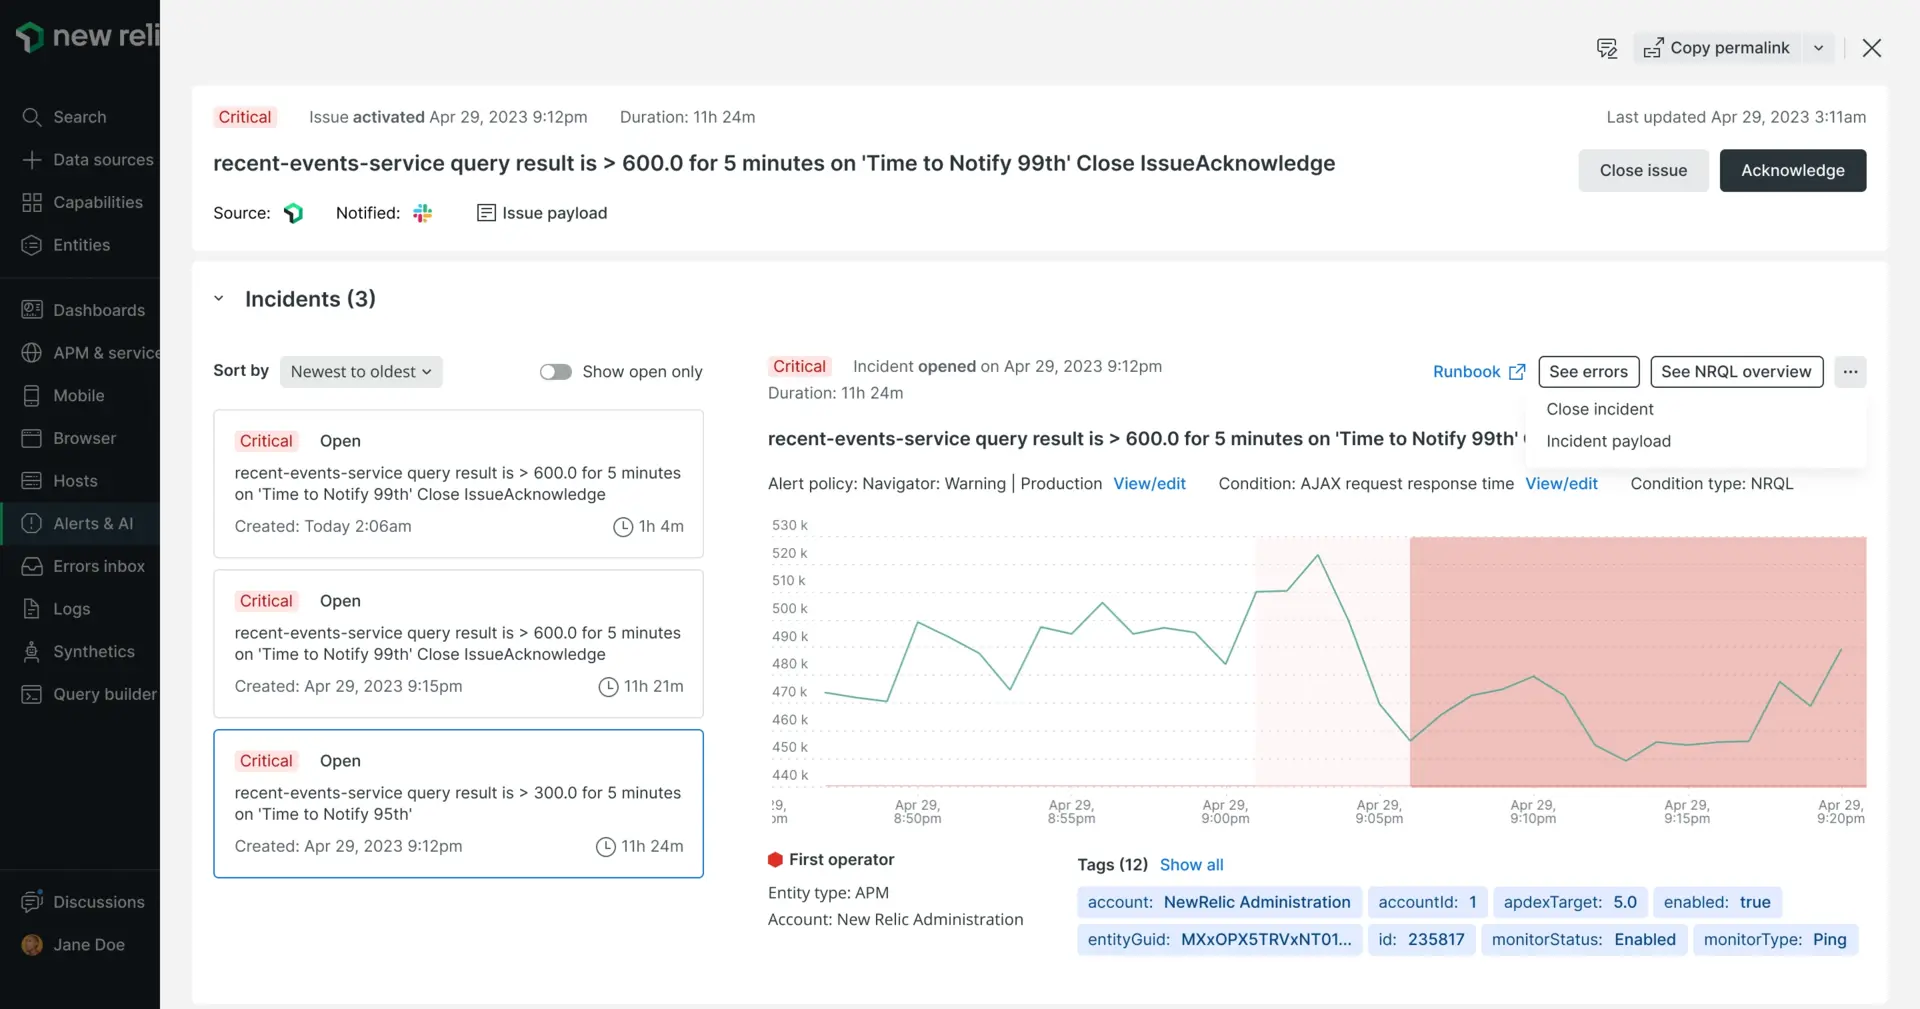 new reli
Search
Data sources
Capabilities
Entities
Dashboards
APM & service
Mobile
Browser
Hosts
Alerts & AI
Errors inbox
Logs
Synthetics
Query builder
Discussions
Jane Doe
Copy permalink
Critical Issue activated Apr 29, 2023 9:12pm Duration: 11h 24m
Last updated Apr 29, 2023 3:11am
recent-events-service query result is > 600.0 for 5 minutes on 'Time to Notify 99th' Close IssueAcknowledge
Close issue Acknowledge
Source: Notified: Issue payload
Incidents (3)
Sort by Newest to oldest Show open only
Critical Open
recent-events-service query result is > 600.0 for 5 minutes
on 'Time to Notify 99th' Close IssueAcknowledge
Created: Today 2:06am 1h 4m
Critical Open
recent-events-service query result is > 600.0 for 5 minutes
on 'Time to Notify 99th' Close IssueAcknowledge
Created: Apr 29, 2023 9:15pm 11h 21m
Critical Open
recent-events-service query result is > 300.0 for 5 minutes
on 'Time to Notify 95th'
Created: Apr 29, 2023 9:12pm 11h 24m
Critical Incident opened on Apr 29, 2023 9:12pm
Duration: 11h 24m
Runbook See errors See NRQL overview ...
Close incident
Incident payload
recent-events-service query result is > 600.0 for 5 minutes on 'Time to Notify 99th'
Alert policy: Navigator: Warning | Production View/edit Condition: AJAX request response time View/edit Condition type: NRQL
530 k
520 k
510 k
500 k
490 k
480 k
470 k
460 k
450 k
440 k
29, Apr 29, Apr 29, Apr 29, Apr 29, Apr 29, Apr 29, Apr 29,
pm 8:50pm 8:55pm 9:00pm 9:05pm 9:10pm 9:15pm 9:20pm
First operator
Entity type: APM
Account: New Relic Administration
Tags (12) Show all
account: NewRelic Administration accountId: 1 apdexTarget: 5.0 enabled: true
entityGuid: MXxOPX5TRVxNT01... id: 235817 monitorStatus: Enabled monitorType: Ping